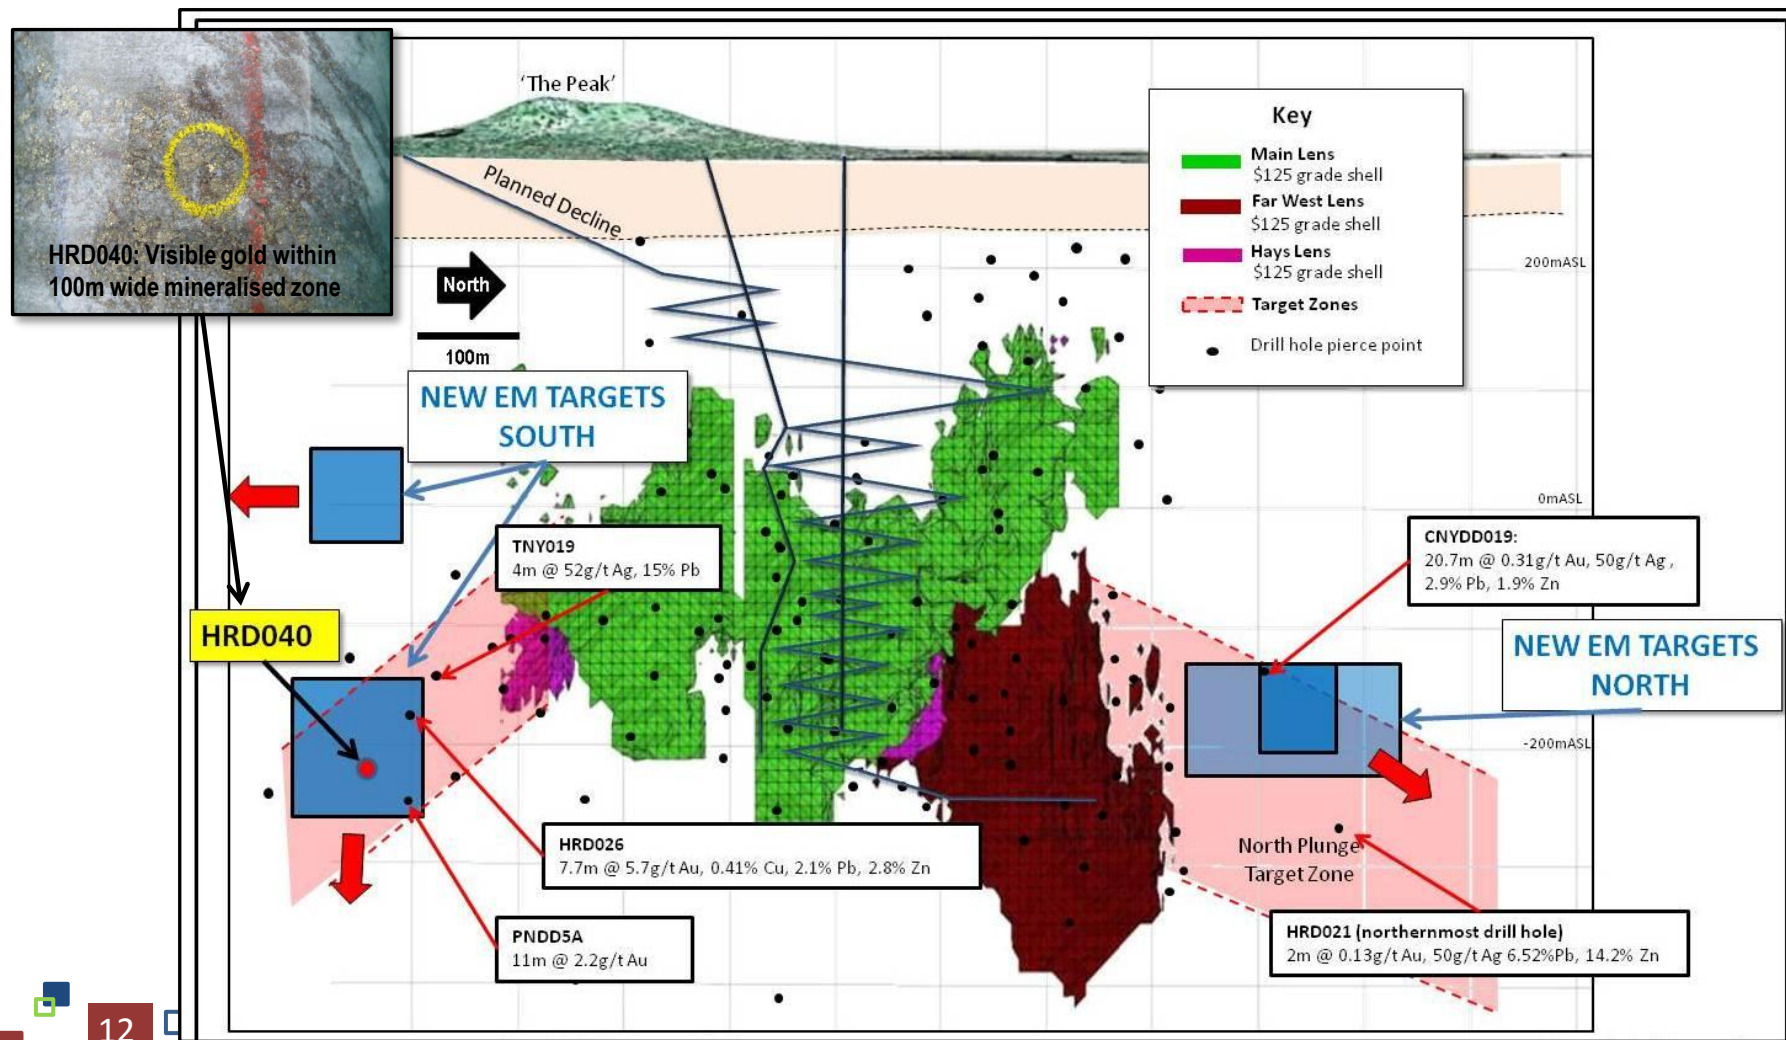 'The Peak'
Planned Decline
HRD040: Visible gold within
100m wide mineralised zone
North
100m
Key
Main Lens
$125 grade shell
Far West Lens
$125 grade shell
Hays Lens
$125 grade shell
Target Zones
Drill hole pierce point
200mASL
NEW EM TARGETS
SOUTH
0mASL
TNY019
4m @ 52g/t Ag, 15% Pb
CNYDD019:
20.7m @ 0.31g/t Au, 50g/t Ag ,
2.9% Pb, 1.9% Zn
HRD040
NEW EM TARGETS
NORTH
-200mASL
HRD026
7.7m @ 5.7g/t Au, 0.41% Cu, 2.1% Pb, 2.8% Zn
North Plunge
Target Zone
PNDD5A
11m @ 2.2g/t Au
HRD021 (northernmost drill hole)
2m @ 0.13g/t Au, 50g/t Ag 6.52%Pb, 14.2% Zn
12